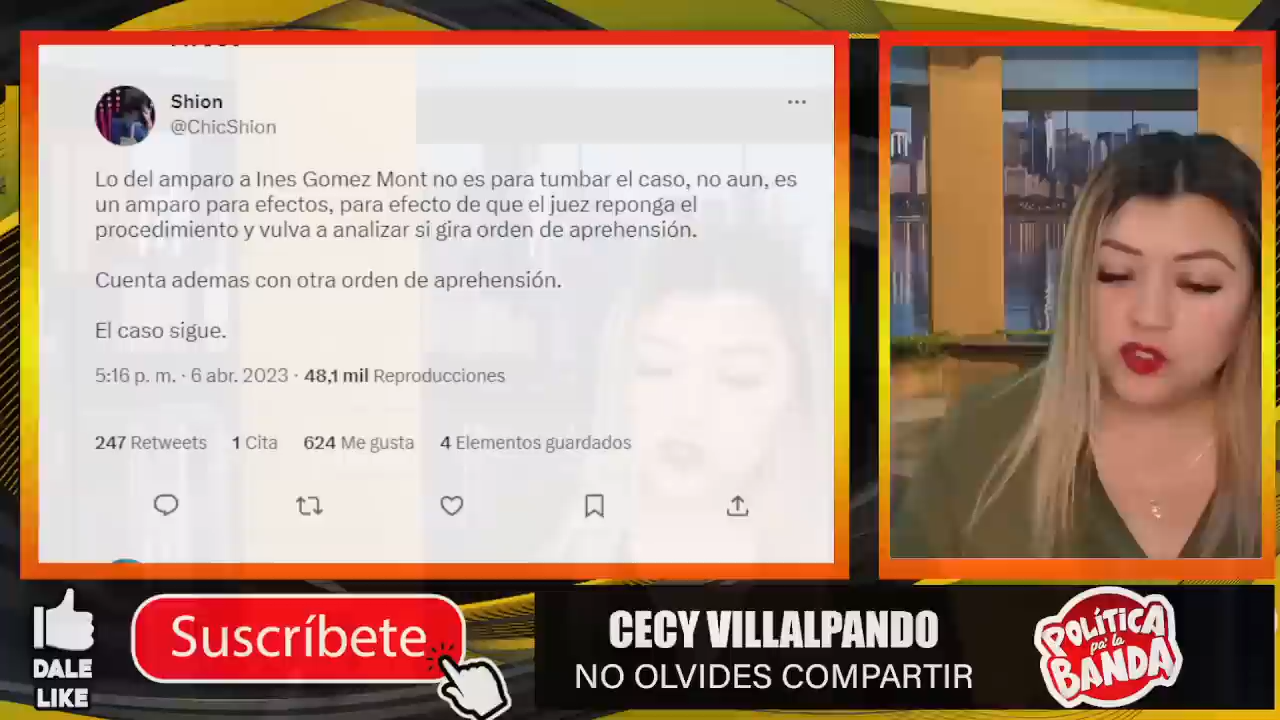 Shion
@ChicShion
Lo del amparo a Ines Gomez Mont no es para tumbar el caso, no aun, es
un amparo para efectos, para efecto de que el juez reponga el
procedimiento y vulva a analizar si gira orden de aprehensión.
Cuenta ademas con otra orden de aprehensión.
El caso sigue.
5:16 p. m. · 6 abr. 2023 · 48,1 mil Reproducciones
247 Retweets 1 Cita 624 Me gusta 4 Elementos guardados
DALE
LIKE
Suscríbete
CECY VILLALPANDO
NO OLVIDES COMPARTIR
POLÍTICA
pa' la
BANDA